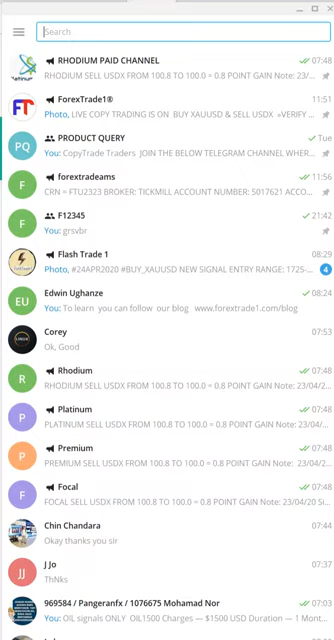 Search
RHODIUM PAID CHANNEL 07:48
RHODIUM SELL USDX FROM 100.8 TO 100.0 = 0.8 POINT GAIN Note: 23/...
ForexTrade1® 11:51
Photo, LIVE COPY TRADING IS ON BUY XAUUSD & SELL USDX »VERIFY ...
PQ
PRODUCT QUERY Tue
You: CopyTrade Traders JOIN THE BELOW TELEGRAM CHANNEL WHER...
F
forextradeams 11:56
CRN = FTU2323 BROKER: TICKMILL ACCOUNT NUMBER: 5017621 ACCO...
F
F12345 21:42
You: grsvbr
Flash Trade 1 08:29
Photo, #24APR2020 #BUY_XAUUSD NEW SIGNAL ENTRY RANGE: 1725-... 4
EU
Edwin Ughanze 08:24
You: To learn you can follow our blog www.forextrade1.com/blog
Corey 07:53
Ok, Good
R
Rhodium 07:48
RHODIUM SELL USDX FROM 100.8 TO 100.0 = 0.8 POINT GAIN Note: 23/04/2...
P
Platinum 07:48
PLATINUM SELL USDX FROM 100.8 TO 100.0 = 0.8 POINT GAIN Note: 23/04/...
P
Premium 07:48
PREMIUM SELL USDX FROM 100.8 TO 100.0 = 0.8 POINT GAIN Note: 23/04/2...
F
Focal 07:48
FOCAL SELL USDX FROM 100.8 TO 100.0 = 0.8 POINT GAIN Note: 23/04/20 Si...
Chin Chandara 07:44
Okay thanks you sir
JJ
J Jo 07:37
ThNks
969584 / Pangeranfx / 1076675 Mohamad Nor 07:03
You: OIL signals ONLY OIL1500 Charges — $1500 USD Duration — 1 Mont...